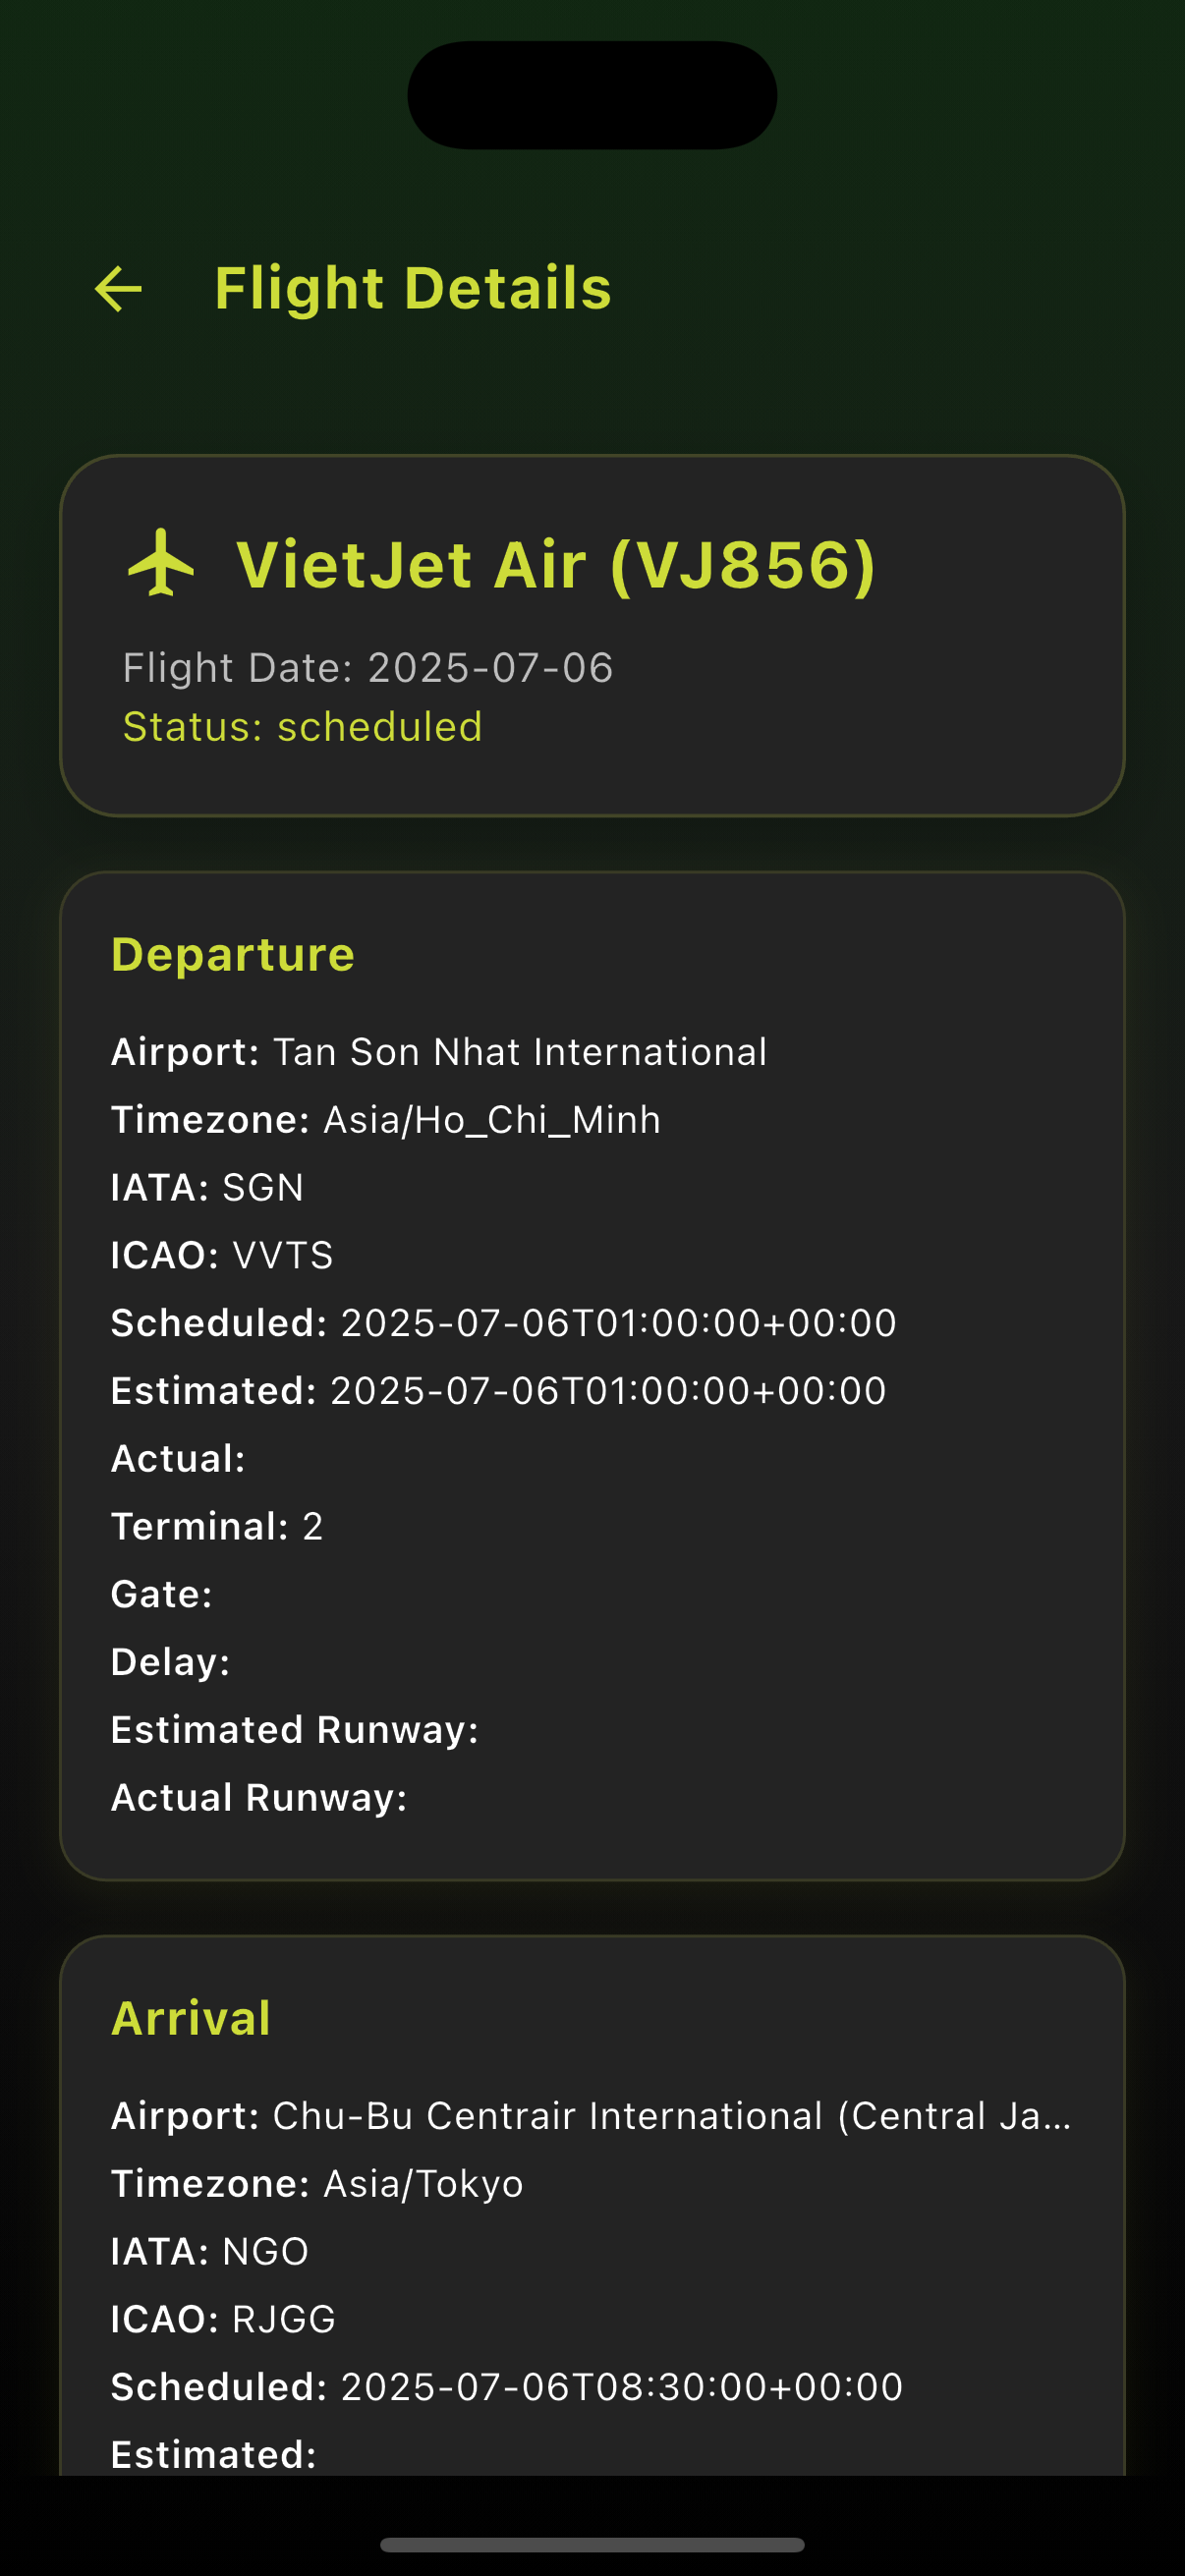 Flight Details
VietJet Air (VJ856)
Flight Date: 2025-07-06
Status: scheduled
Departure
Airport: Tan Son Nhat International
Timezone: Asia/Ho_Chi_Minh
IATA: SGN
ICAO: VVTS
Scheduled: 2025-07-06T01:00:00+00:00
Estimated: 2025-07-06T01:00:00+00:00
Actual:
Terminal: 2
Gate:
Delay:
Estimated Runway:
Actual Runway:
Arrival
Airport: Chu-Bu Centrair International (Central Ja...
Timezone: Asia/Tokyo
IATA: NGO
ICAO: RJGG
Scheduled: 2025-07-06T08:30:00+00:00
Estimated: